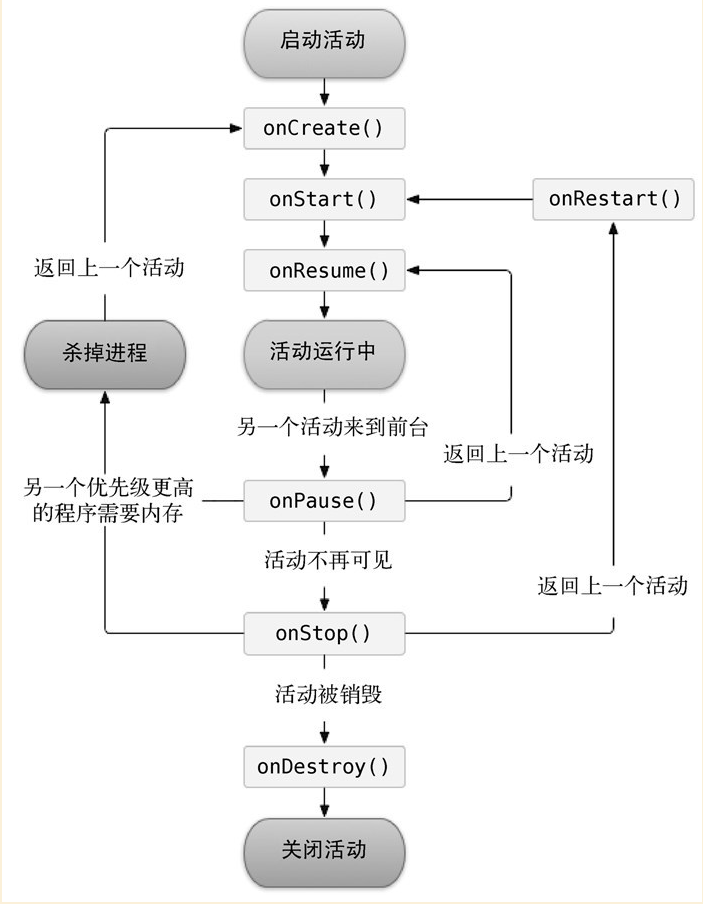 启动活动
onCreate()
onStart()
onRestart()
返回上一个活动
onResume()
杀掉进程
活动运行中
另一个活动来到前台
返回上一个活动
另一个优先级更高
的程序需要内存
onPause()
活动不再可见
返回上一个活动
onStop()
活动被销毁
onDestroy()
关闭活动